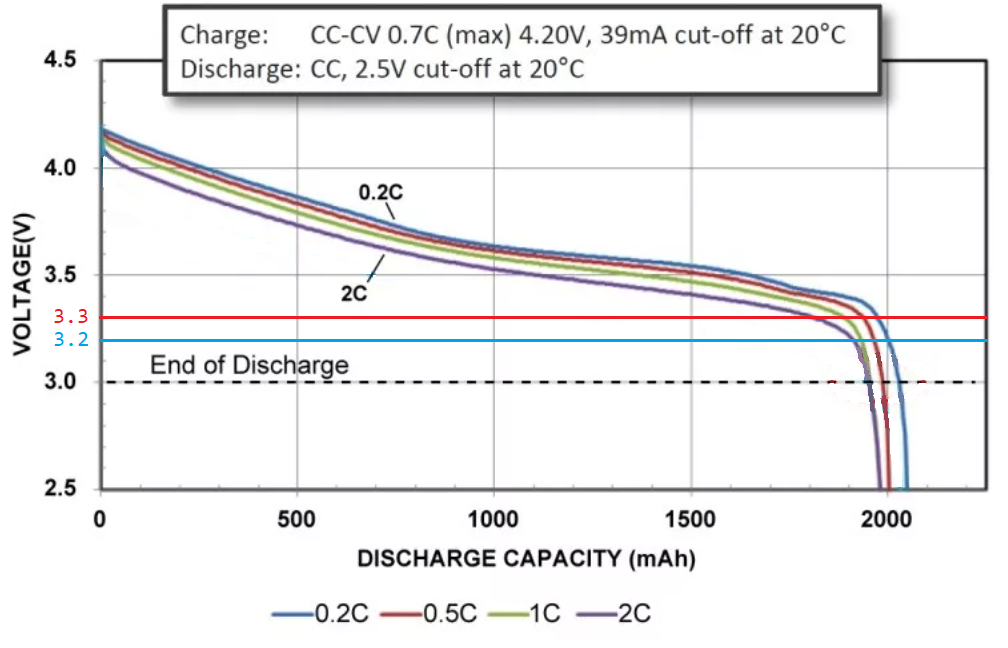 Charge: CC-CV 0.7C (max) 4.20V, 39mA cut-off at 20°C
Discharge: CC, 2.5V cut-off at 20°C
4.5
4.0
0.2C
3.5
2C
3.3
3.2
End of Discharge
3.0
2.5
VOLTAGE(V)
0 500 1000 1500 2000
DISCHARGE CAPACITY (mAh)
0.2C 0.5C 1C 2C